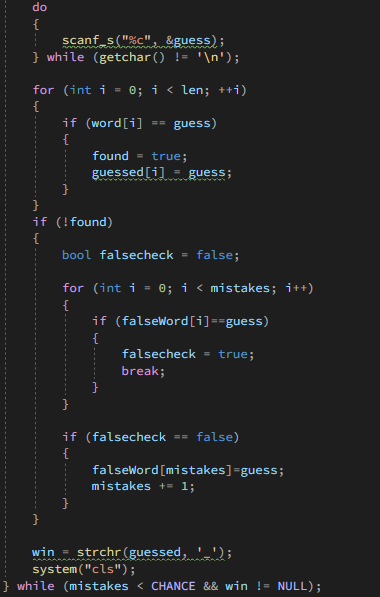 do
{
scanf_s("%c", &guess);
} while (getchar() != '\n');
for (int i = 0; i < len; ++i)
{
if (word[i] == guess)
{
found = true;
guessed[i] = guess;
}
}
if (!found)
{
bool falsecheck = false;
for (int i = 0; i < mistakes; i++)
{
if (falseWord[i]==guess)
{
falsecheck = true;
break;
}
}
if (falsecheck == false)
{
falseWord[mistakes]=guess;
mistakes += 1;
}
}
win = strchr(guessed, '_');
system("cls");
} while (mistakes < CHANCE && win != NULL);